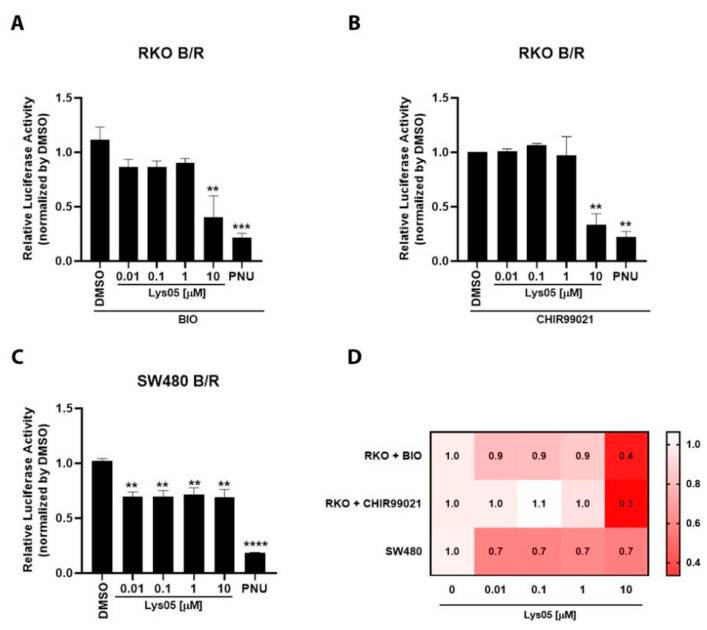 A
RKO B/R
Relative Luciferase Activity
(normalized by DMSO)
1.5
1.0
0.5
0.0
**
***
DMSO
0.01 0.1 1 10 PNU
Lys05 [μM]
BIO
B
RKO B/R
Relative Luciferase Activity
(normalized by DMSO)
1.5
1.0
0.5
0.0
** **
DMSO
0.01 0.1 1 10 PNU
Lys05 [μM]
CHIR99021
C
SW480 B/R
Relative Luciferase Activity
(normalized by DMSO)
1.5
1.0
0.5
0.0
** ** ** **
****
DMSO
0.01 0.1 1 10 PNU
Lys05 [μM]
D
RKO + BIO 1.0 0.9 0.9 0.9 0.4
RKO + CHIR99021 1.0 1.0 1.1 1.0 0.3
SW480 1.0 0.7 0.7 0.7 0.7
0 0.01 0.1 1 10
Lys05 [μM]
1.0
0.8
0.6
0.4